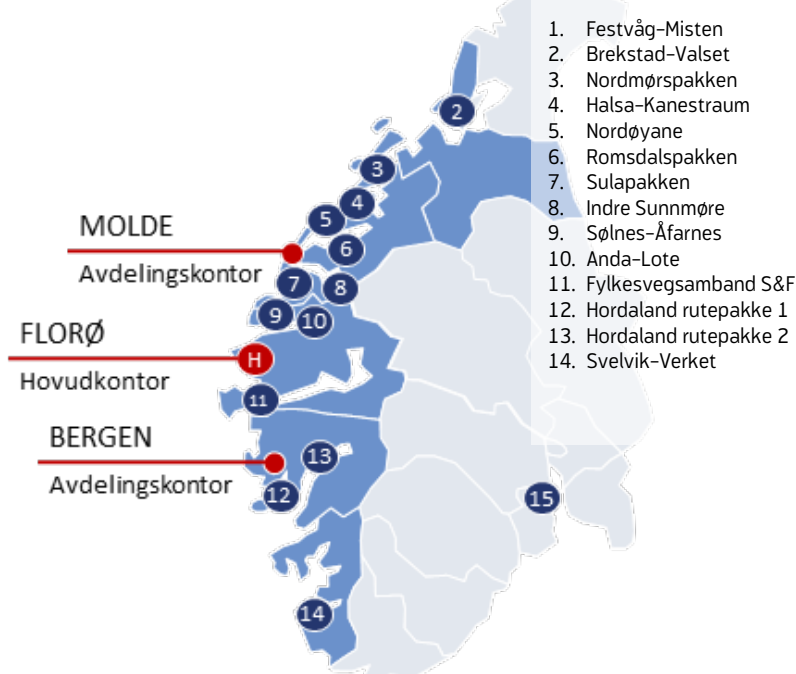 1. Festvåg-Misten
2. Brekstad-Valset
3. Nordmørspakken
4. Halsa-Kanestraum
5. Nordøyane
6. Romsdalspakken
7. Sulapakken
8. Indre Sunnmøre
9. Sølnes-Åfarnes
10. Anda-Lote
11. Fylkesvegsamband S&F
12. Hordaland rutepakke 1
13. Hordaland rutepakke 2
14. Svelvik-Verket
2
3
4
5
6
MOLDE
Avdelingskontor
7
8
9
10
FLORØ
H
Hovudkontor
11
BERGEN
13
Avdelingskontor
12
15
14